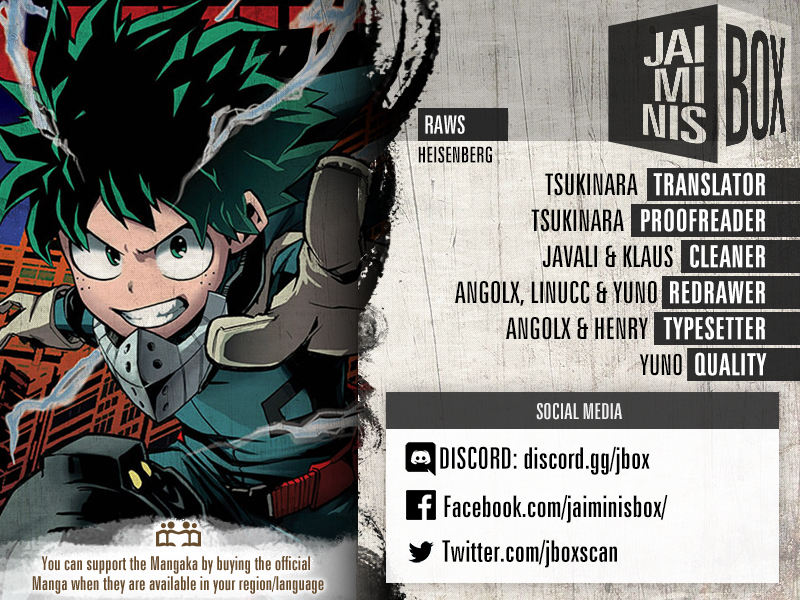 JAI
MI
NIS
BOX
RAWS
HEISENBERG
TSUKINARA TRANSLATOR
TSUKINARA PROOFREADER
JAVALI & KLAUS CLEANER
ANGOLX, LINUCC & YUNO REDRAWER
ANGOLX & HENRY TYPESETTER
YUNO QUALITY
SOCIAL MEDIA
DISCORD: discord.gg/jbox
Facebook.com/jaiminisbox/
Twitter.com/jboxscan
You can support the Mangaka by buying the official
Manga when they are available in your region/language